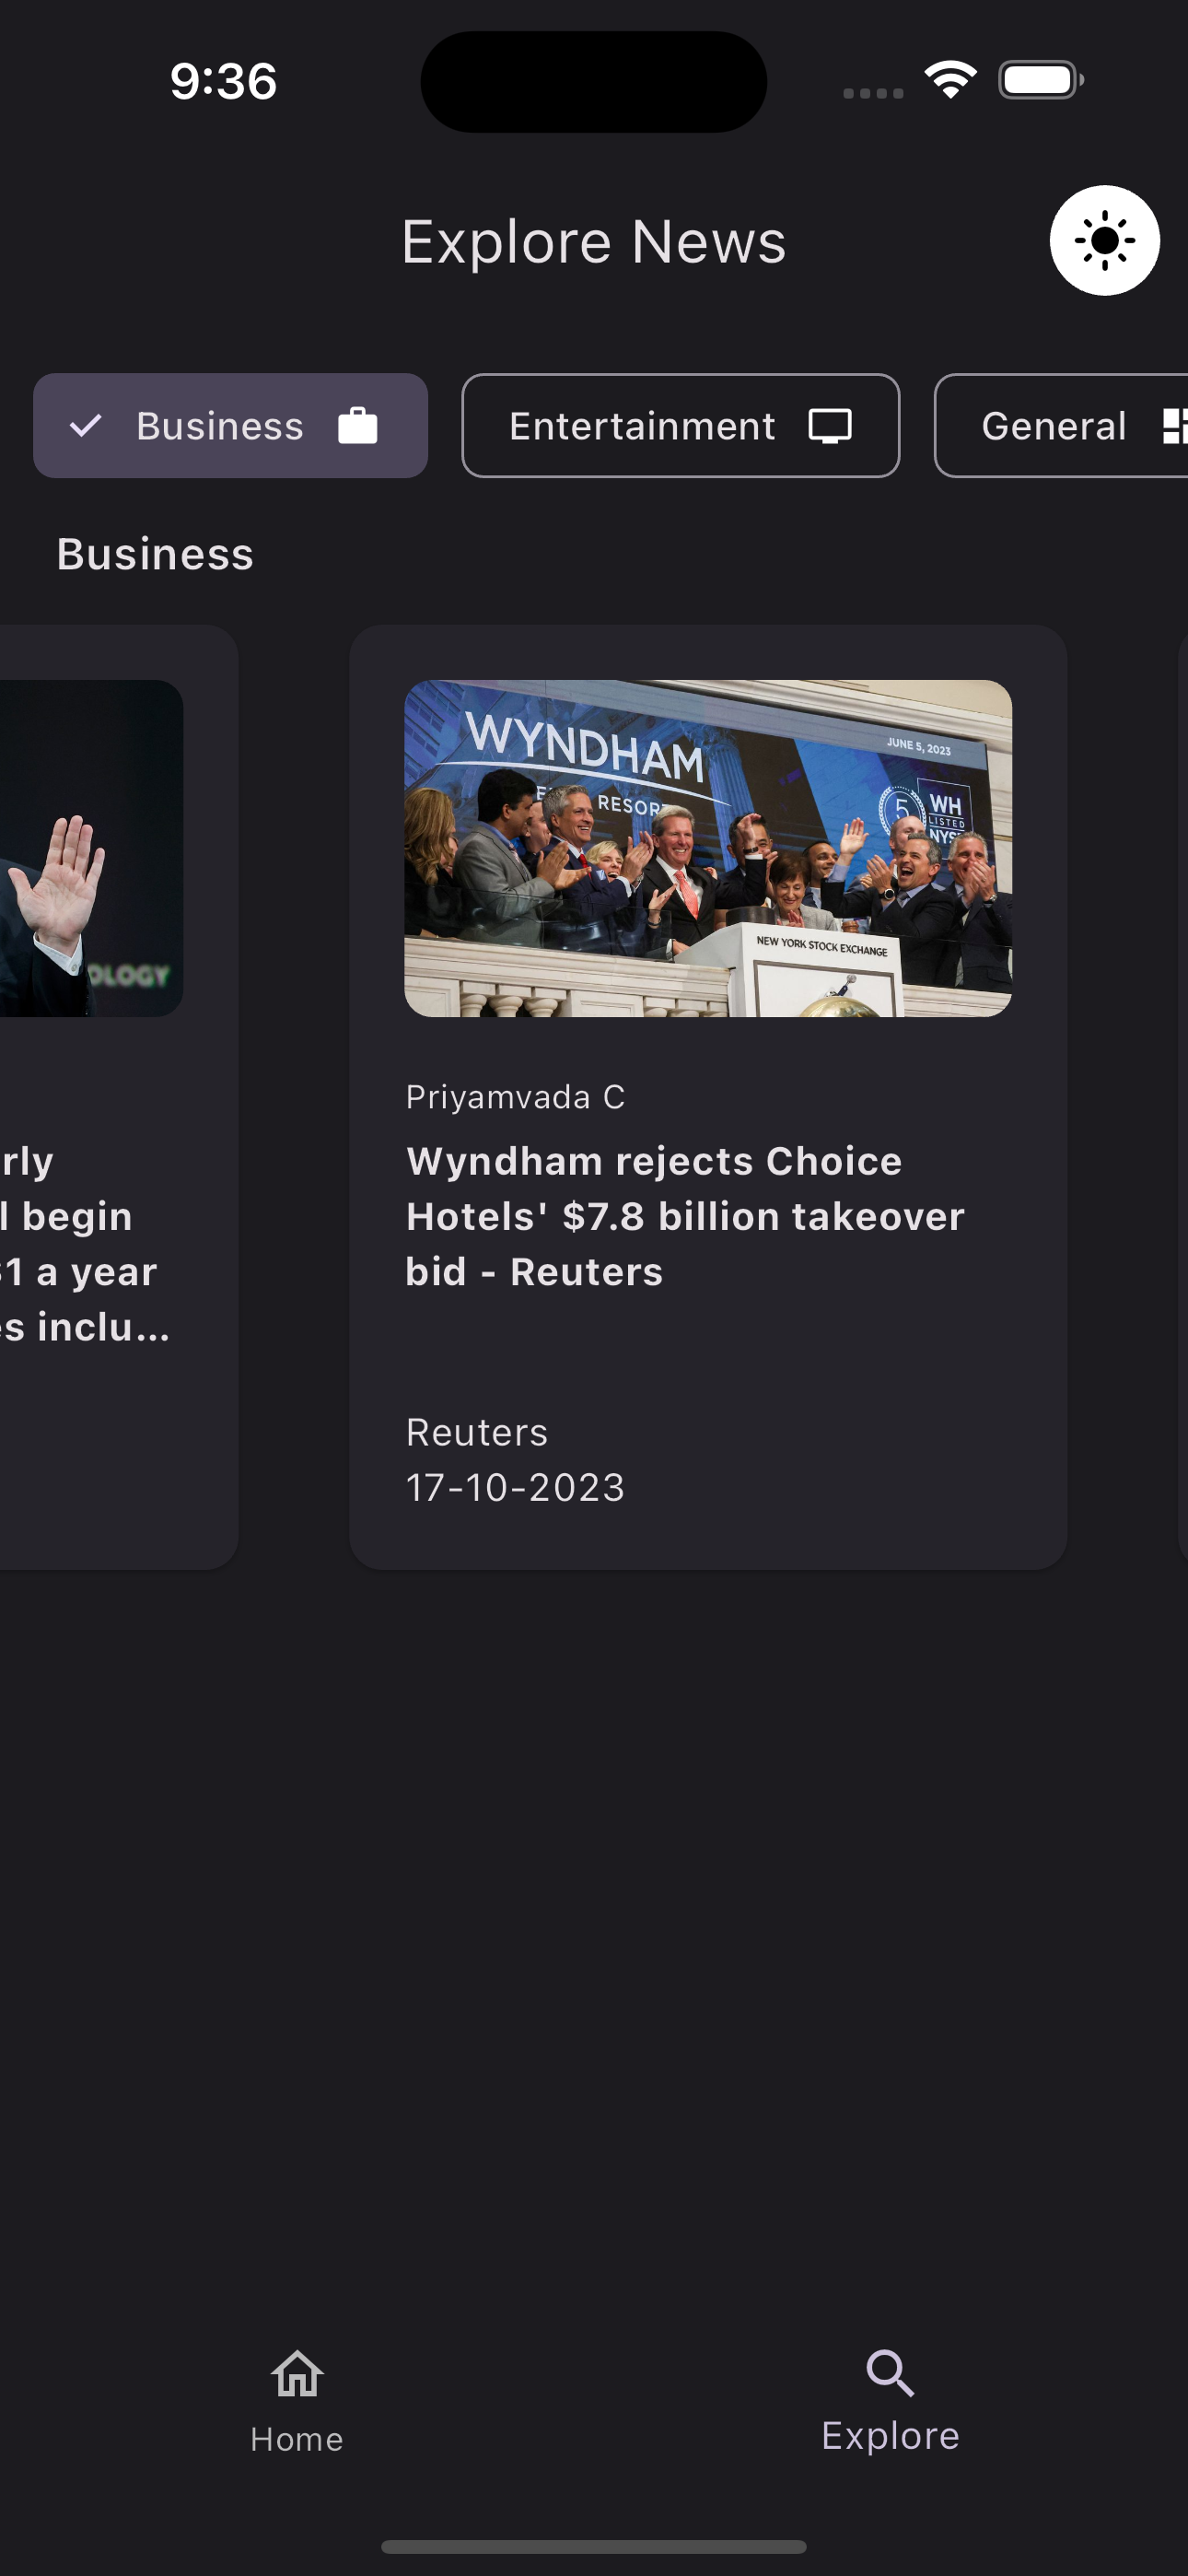 9:36
Explore News
Business
Entertainment
General
Business
OLOGY
WYNDHAM
RESORT
JUNE 5, 2023
5
WH
LISTED
NYS
NEW YORK STOCK EXCHANGE
rly
l begin
1 a year
es inclu...
Priyamvada C
Wyndham rejects Choice
Hotels' $7.8 billion takeover
bid - Reuters
Reuters
17-10-2023
Home
Explore